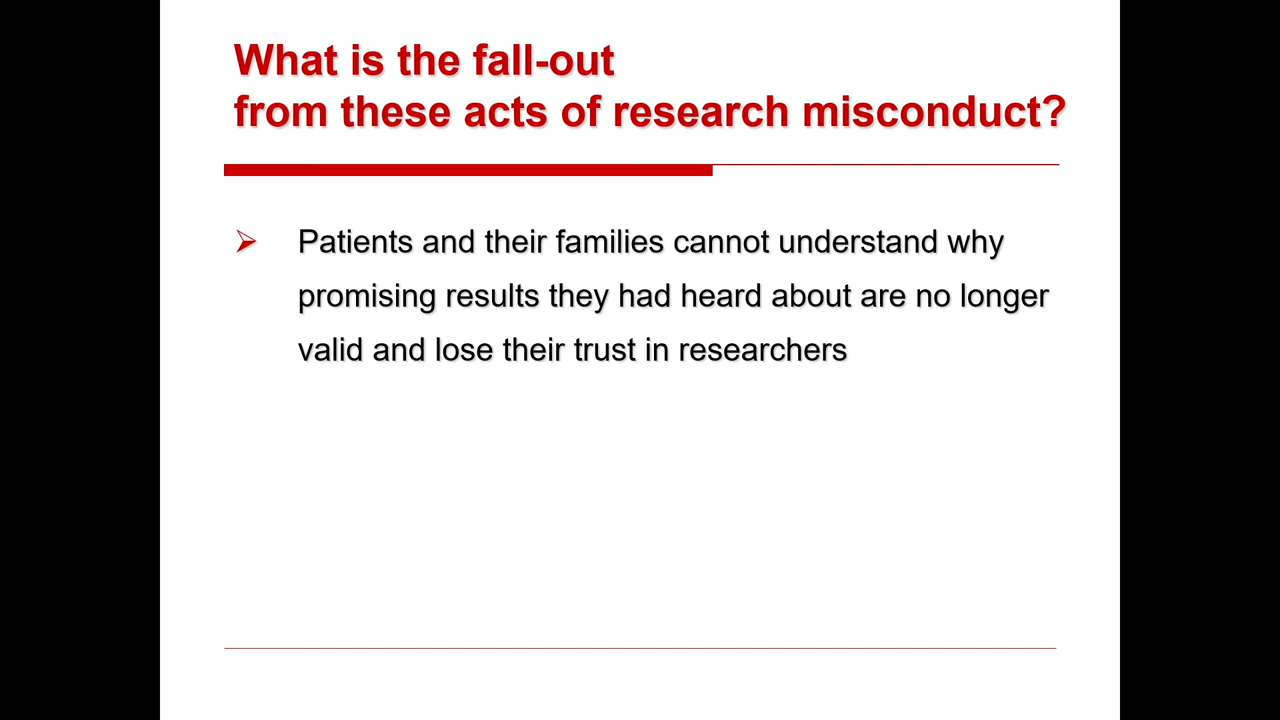 What is the fall-out
from these acts of research misconduct?
Patients and their families cannot understand why
promising results they had heard about are no longer
valid and lose their trust in researchers